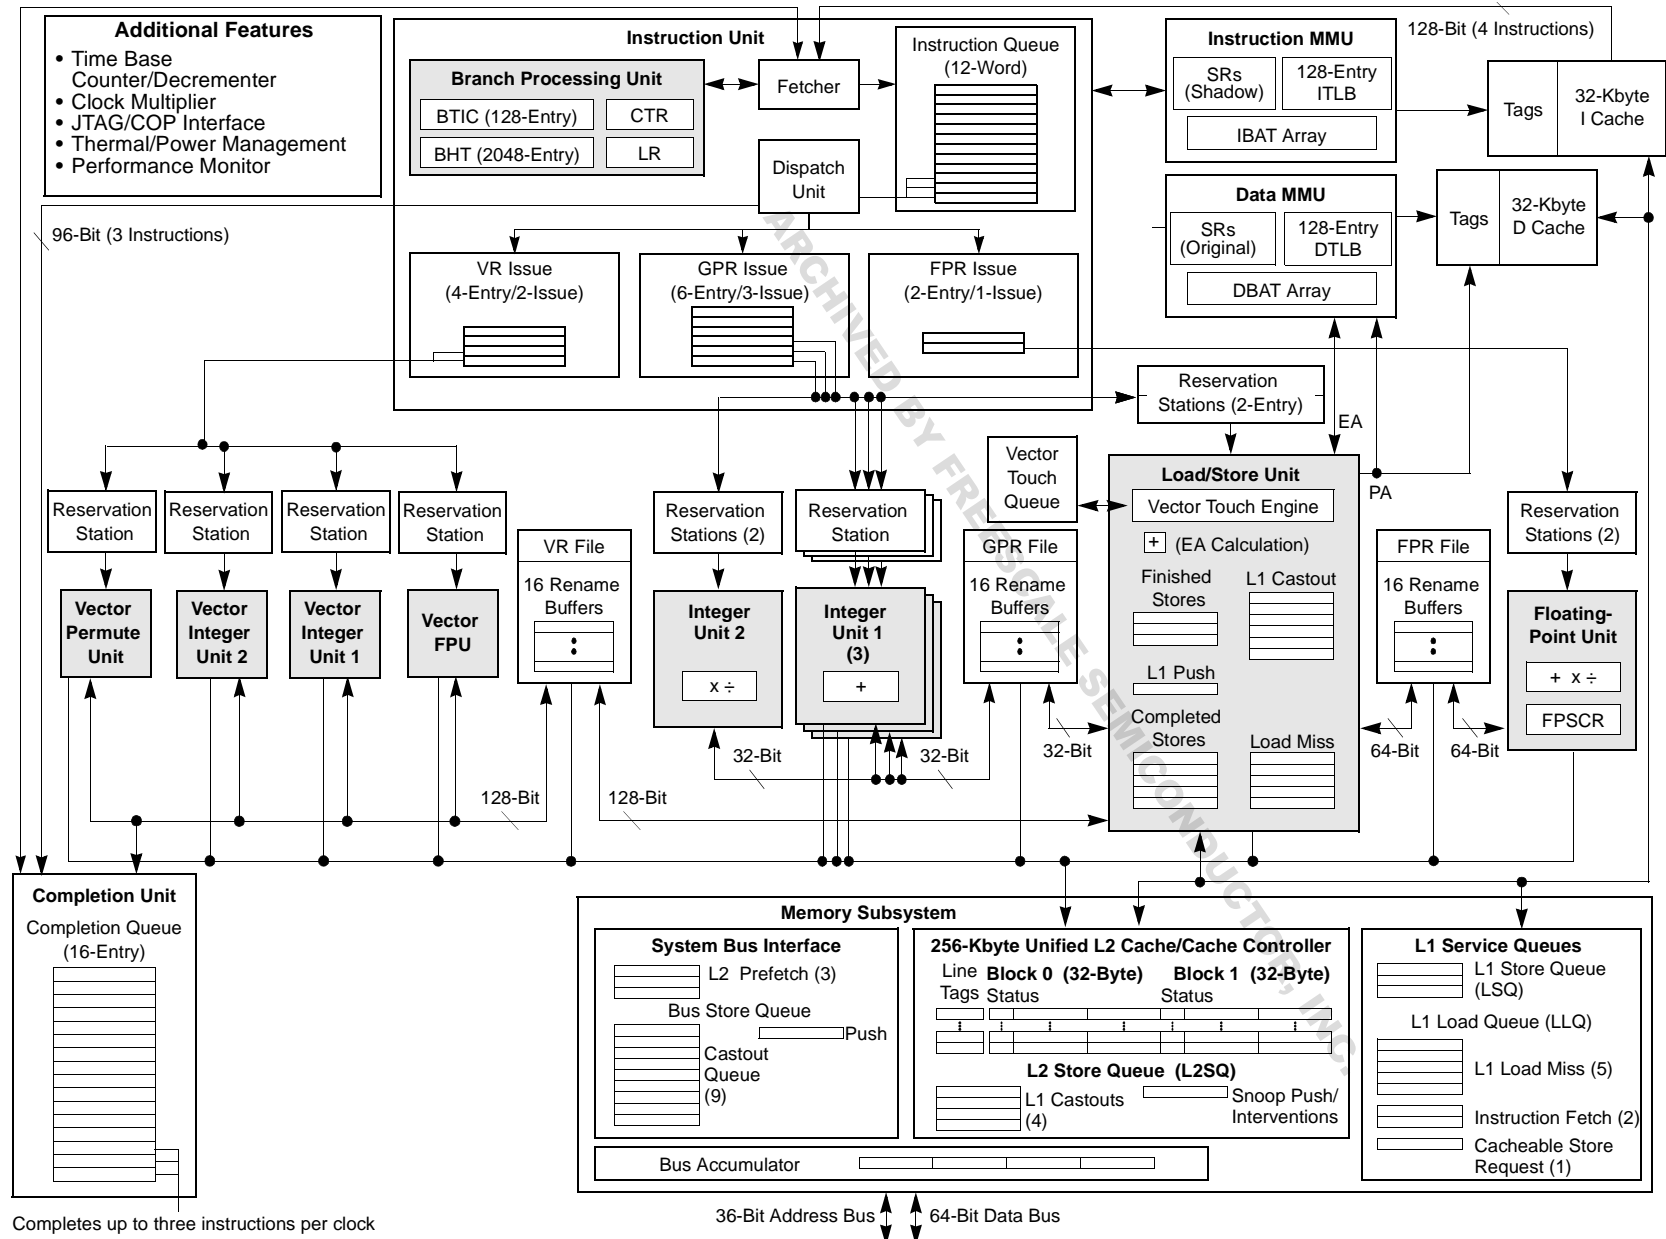 Additional Features
• Time Base
Counter/Decrementer
• Clock Multiplier
• JTAG/COP Interface
• Thermal/Power Management
• Performance Monitor
96-Bit (3 Instructions)
Instruction Unit
Branch Processing Unit
BTIC (128-Entry)
CTR
BHT (2048-Entry)
LR
Fetcher
Dispatch
Unit
Instruction Queue
(12-Word)
VR Issue
(4-Entry/2-Issue)
GPR Issue
(6-Entry/3-Issue)
FPR Issue
(2-Entry/1-Issue)
Instruction MMU
SRs
(Shadow)
128-Entry
ITLB
IBAT Array
128-Bit (4 Instructions)
Tags
32-Kbyte
I Cache
Data MMU
SRs
(Original)
128-Entry
DTLB
DBAT Array
Tags
32-Kbyte
D Cache
Reservation
Stations (2-Entry)
EA
PA
Vector
Touch
Queue
Reservation
Station
Reservation
Station
Reservation
Station
Reservation
Station
Vector
Permute
Unit
Vector
Integer
Unit 2
Vector
Integer
Unit 1
Vector
FPU
VR File
16 Rename
Buffers
Reservation
Stations (2)
Integer
Unit 2
x ÷
Reservation
Station
Integer
Unit 1
(3)
+
GPR File
16 Rename
Buffers
Load/Store Unit
Vector Touch Engine
+ (EA Calculation)
Finished
Stores
L1 Castout
L1 Push
Completed
Stores
Load Miss
FPR File
16 Rename
Buffers
Reservation
Stations (2)
Floating-
Point Unit
+ x ÷
FPSCR
128-Bit
128-Bit
32-Bit
32-Bit
32-Bit
64-Bit
64-Bit
Completion Unit
Completion Queue
(16-Entry)
Completes up to three instructions per clock
Memory Subsystem
System Bus Interface
L2 Prefetch (3)
Bus Store Queue
Push
Castout
Queue
(9)
256-Kbyte Unified L2 Cache/Cache Controller
Line
Tags
Block 0 (32-Byte)
Status
Block 1 (32-Byte)
Status
L2 Store Queue (L2SQ)
L1 Castouts
(4)
Snoop Push/
Interventions
L1 Service Queues
L1 Store Queue
(LSQ)
L1 Load Queue (LLQ)
L1 Load Miss (5)
Instruction Fetch (2)
Cacheable Store
Request (1)
Bus Accumulator
36-Bit Address Bus
64-Bit Data Bus
ARCHIVED BY FREESCALE SEMICONDUCTOR, INC.